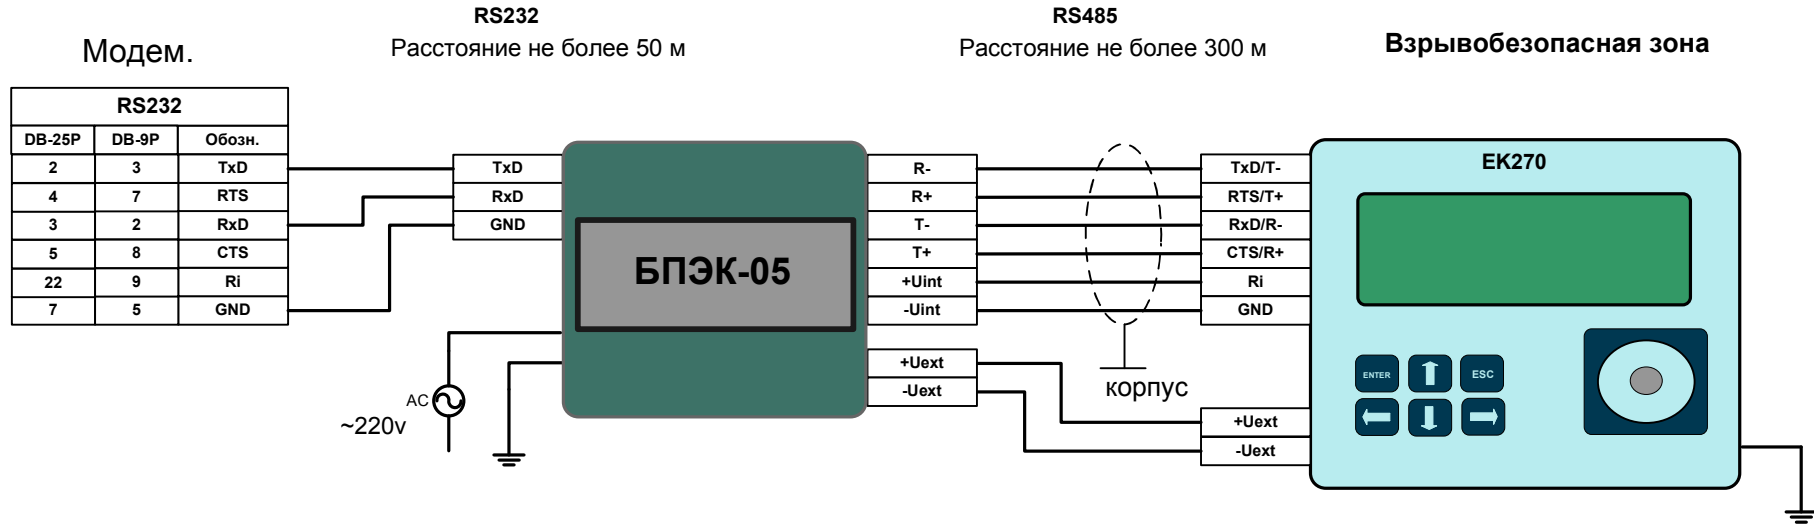 RS232
RS485
Модем.
Расстояние не более 50 м
Расстояние не более 300 м
Взрывобезопасная зона
RS232
DB-25P DB-9P Обозн.
2 3 TxD
4 7 RTS
3 2 RxD
5 8 CTS
22 9 Ri
7 5 GND
TxD
RxD
GND
БПЭК-05
AC
~220v
R-
R+
T-
T+
+Uint
-Uint
+Uext
-Uext
корпус
TxD/T-
RTS/T+
RxD/R-
CTS/R+
Ri
GND
+Uext
-Uext
EK270
ENTER
ESC